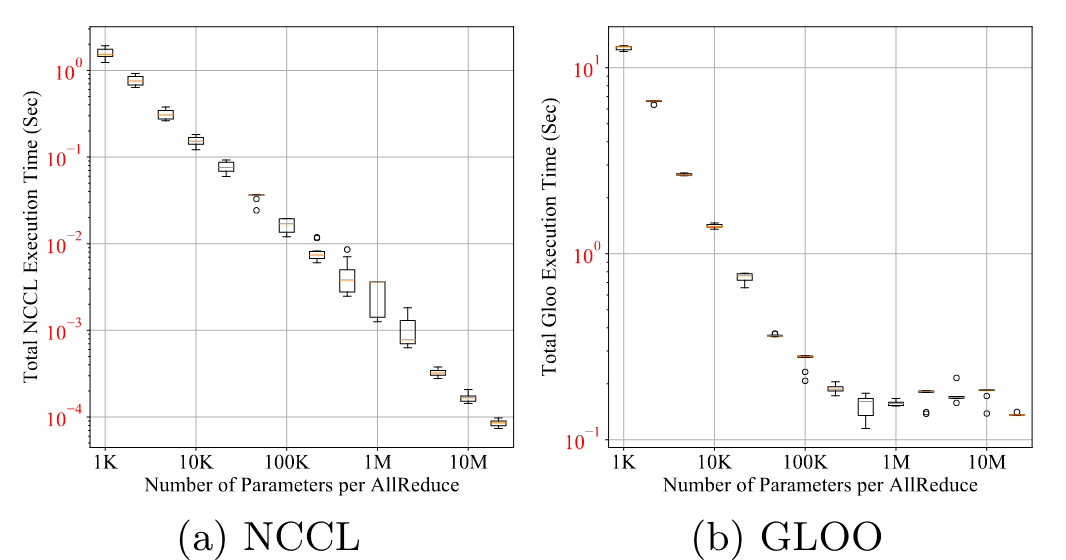 Total NCCL Execution Time (Sec)
10^0
10^-1
10^-2
10^-3
10^-4
1K 10K 100K 1M 10M
Number of Parameters per AllReduce
(a) NCCL
Total Gloo Execution Time (Sec)
10^1
10^0
10^-1
1K 10K 100K 1M 10M
Number of Parameters per AllReduce
(b) GLOO